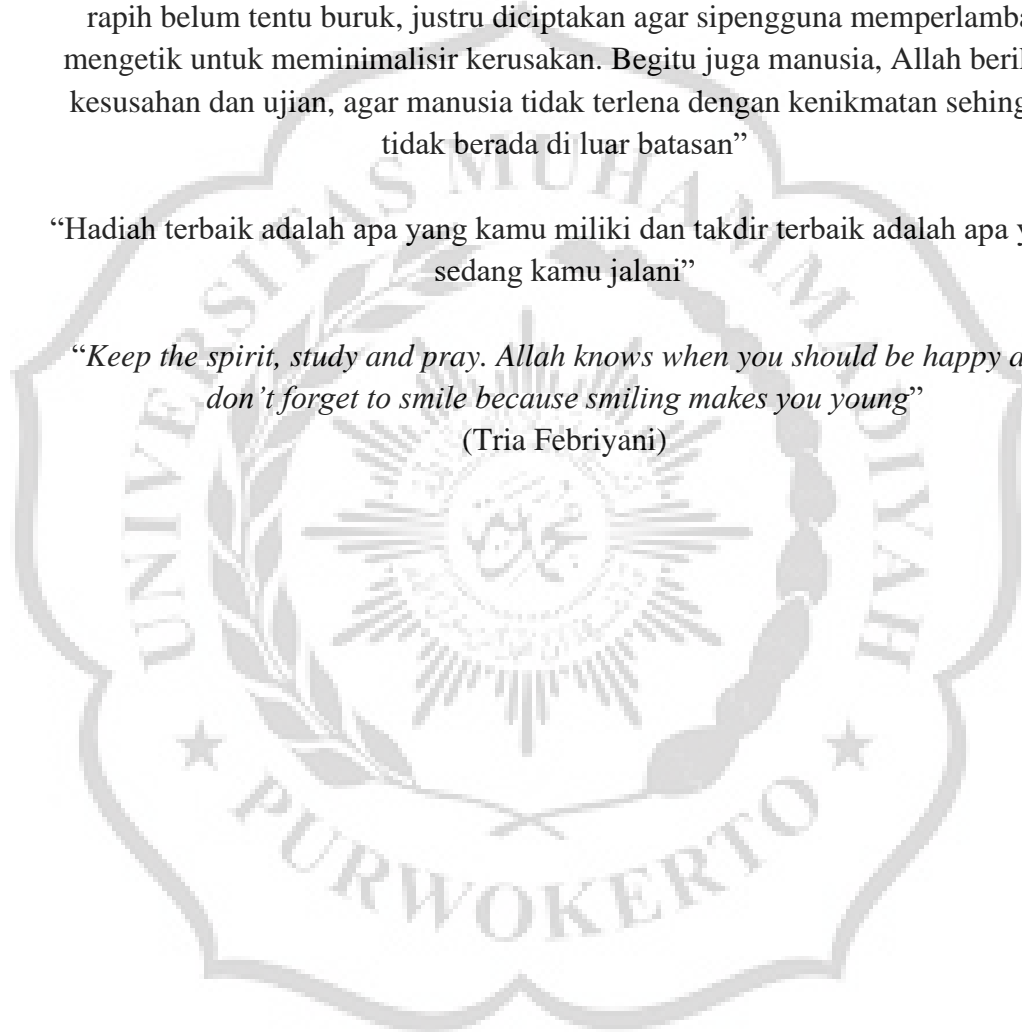 rapih belum tentu buruk, justru diciptakan agar sipengguna memperlamba
mengetik untuk meminimalisir kerusakan. Begitu juga manusia, Allah beri
kesusahan dan ujian, agar manusia tidak terlena dengan kenikmatan sehing
tidak berada di luar batasan”
“Hadiah terbaik adalah apa yang kamu miliki dan takdir terbaik adalah apa y
sedang kamu jalani”
“Keep the spirit, study and pray. Allah knows when you should be happy a
don’t forget to smile because smiling makes you young”
(Tria Febriyani)
UNIVERSITAS MUHAMMADIYAH
PURWOKERTO